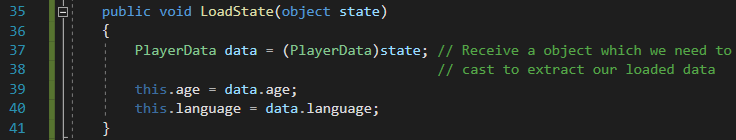 35 public void LoadState(object state)
36 {
37 PlayerData data = (PlayerData)state; // Receive a object which we need to
38 // cast to extract our loaded data
39 this.age = data.age;
40 this.language = data.language;
41 }